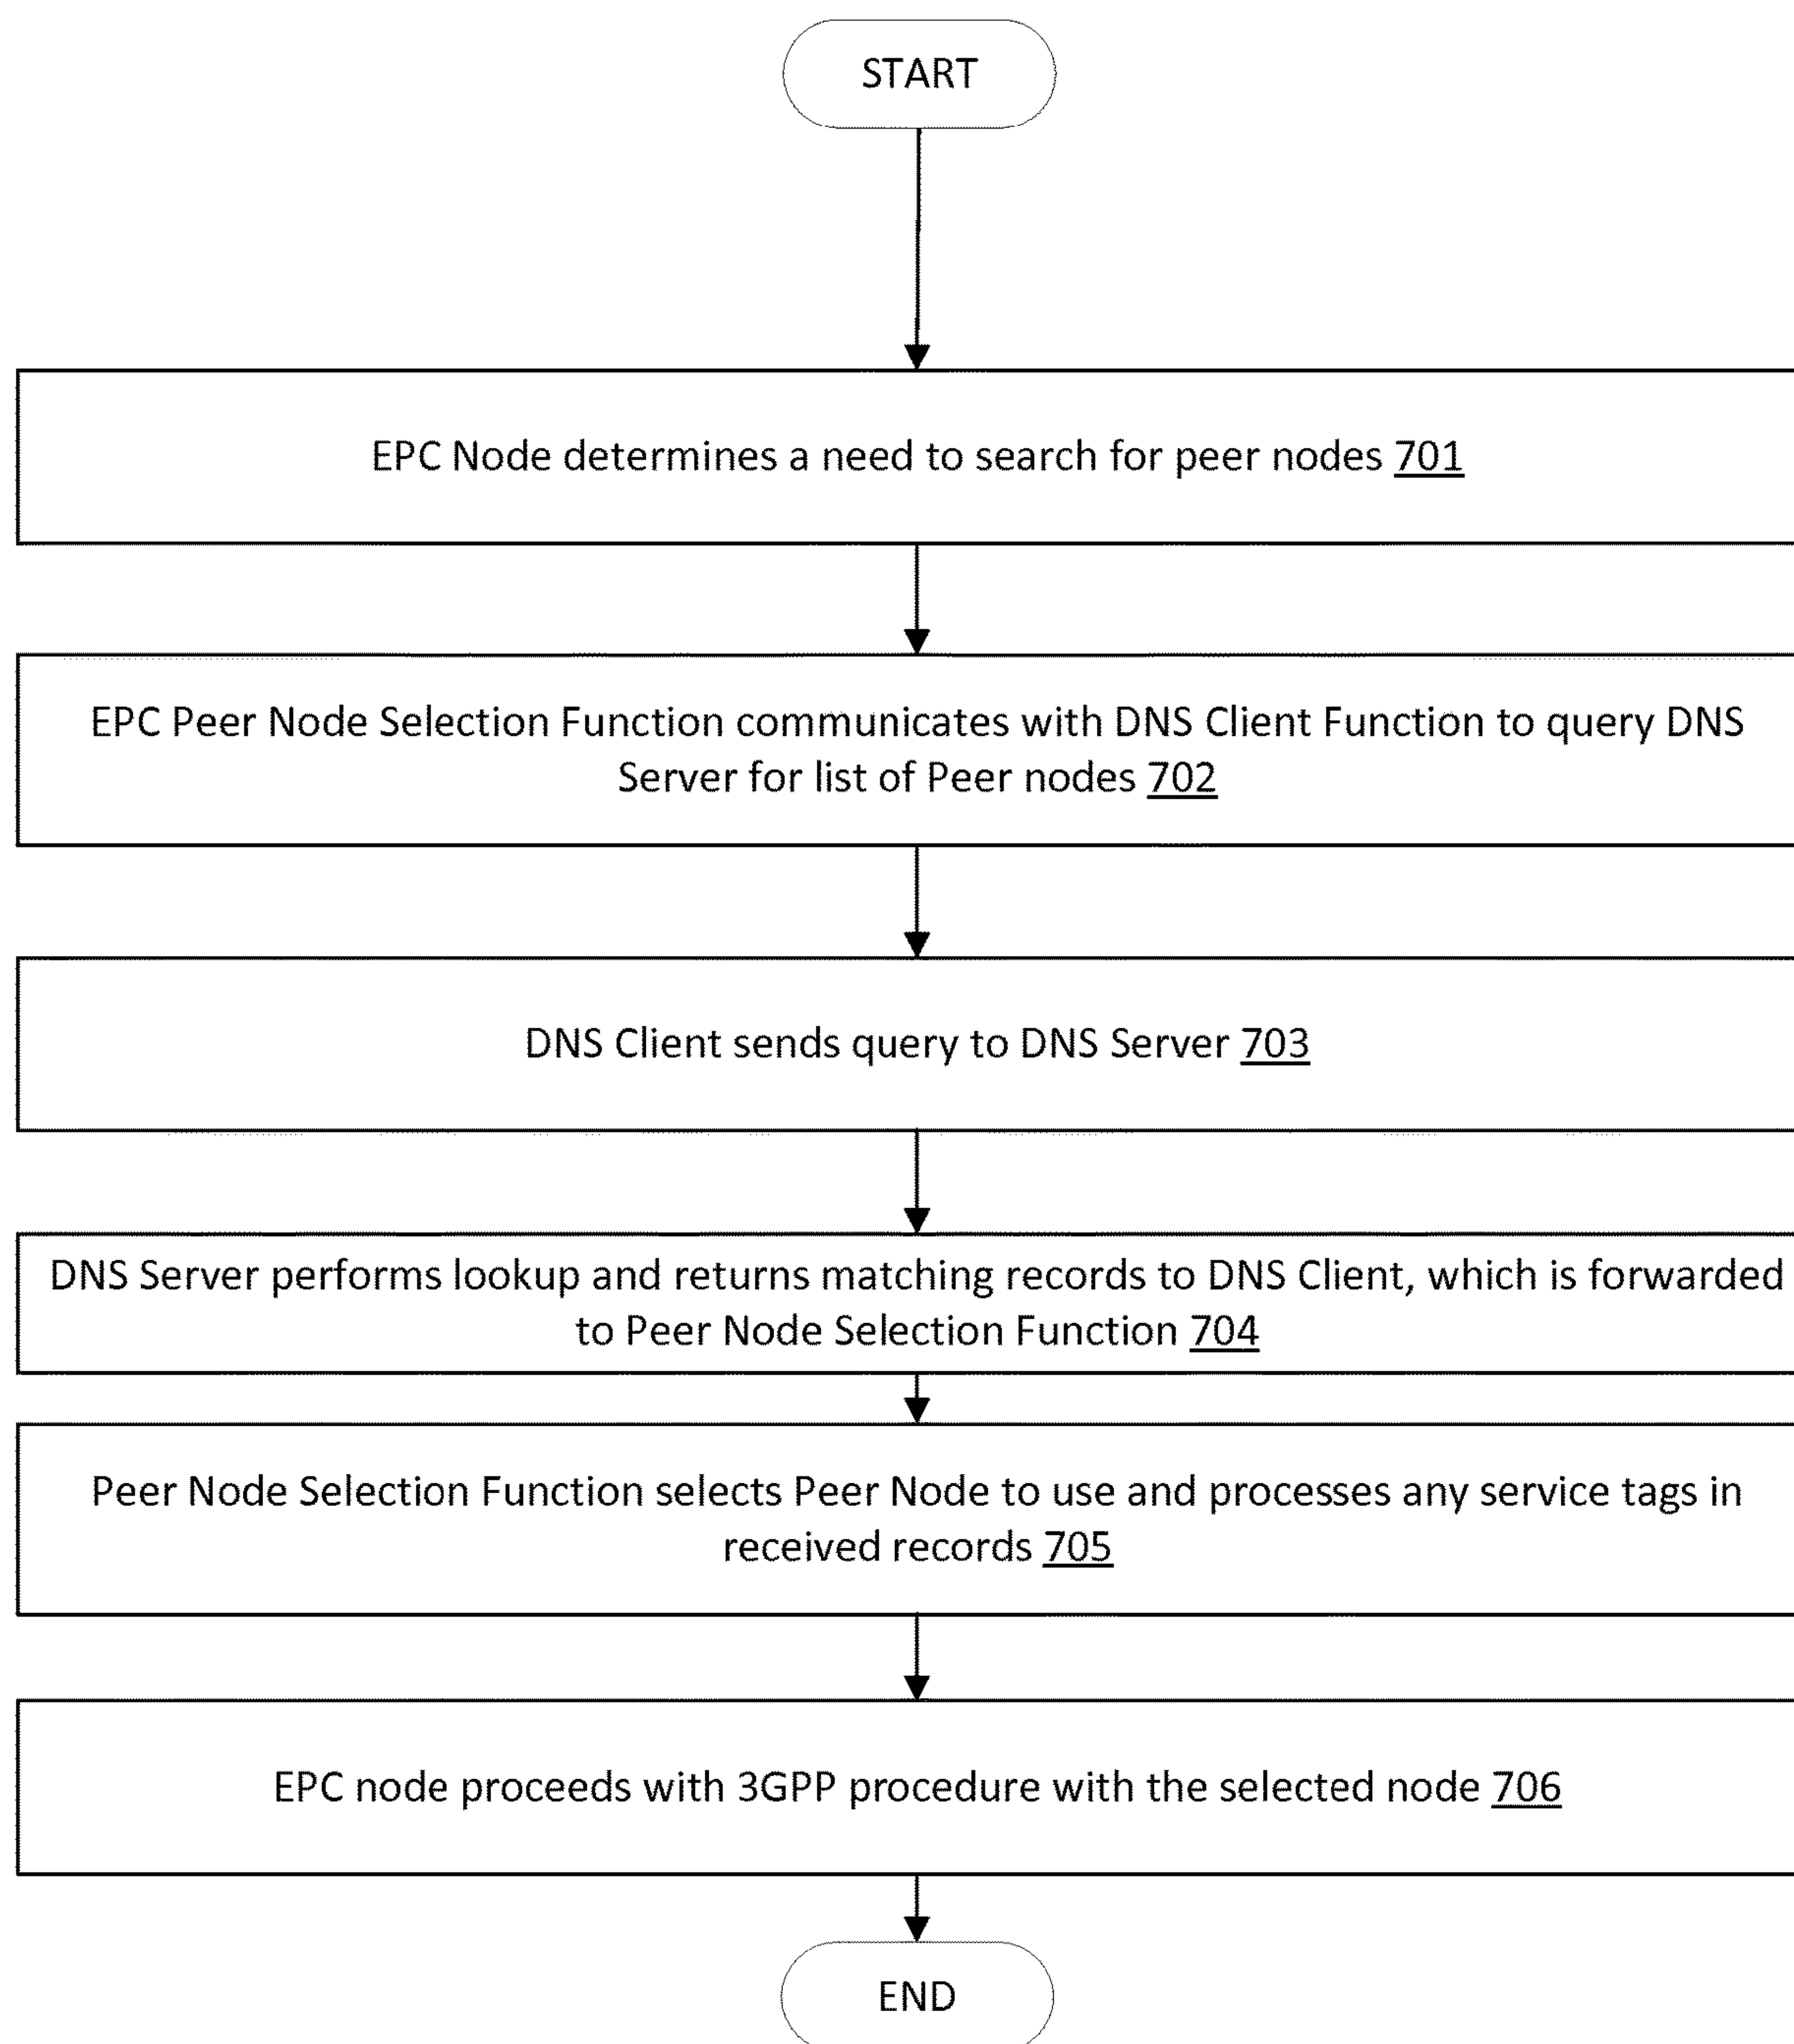 START
EPC Node determines a need to search for peer nodes 701
EPC Peer Node Selection Function communicates with DNS Client Function to query DNS
Server for list of Peer nodes 702
DNS Client sends query to DNS Server 703
DNS Server performs lookup and returns matching records to DNS Client, which is forwarded
to Peer Node Selection Function 704
Peer Node Selection Function selects Peer Node to use and processes any service tags in
received records 705
EPC node proceeds with 3GPP procedure with the selected node 706
END